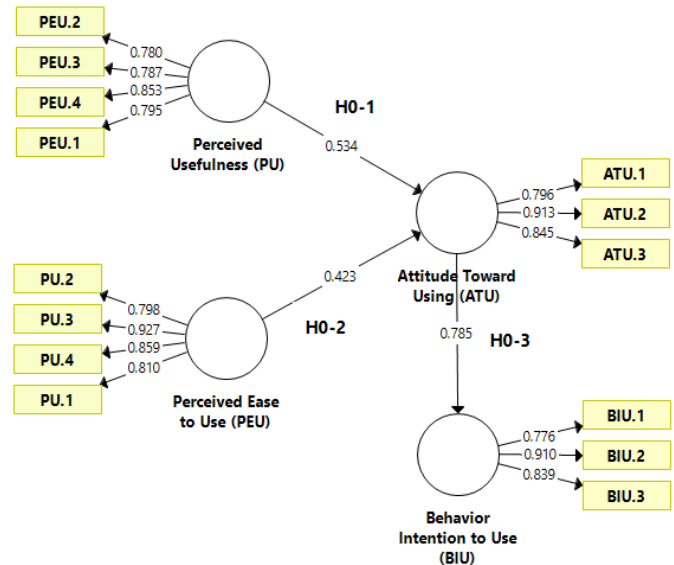 PEU.2
PEU.3
PEU.4
PEU.1
0.780
0.787
0.853
0.795
Perceived
Usefulness (PU)
H0-1
0.534
ATU.1
ATU.2
ATU.3
0.796
0.913
0.845
Attitude Toward
Using (ATU)
PU.2
PU.3
PU.4
PU.1
0.798
0.927
0.859
0.810
Perceived Ease
to Use (PEU)
0.423
H0-2
0.785
H0-3
BIU.1
BIU.2
BIU.3
0.776
0.910
0.839
Behavior
Intention to Use
(BIU)